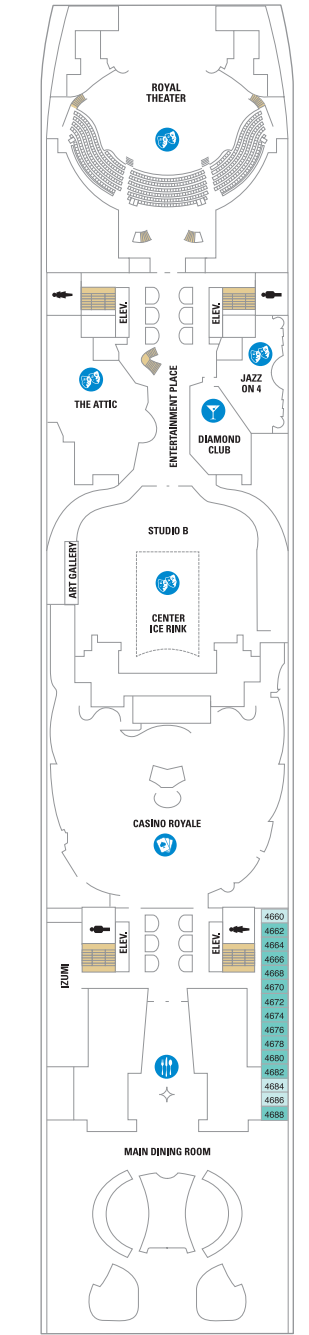 ROYAL
THEATER
ELEV.
ELEV.
THE ATTIC
ENTERTAINMENT PLACE
JAZZ
ON 4
DIAMOND
CLUB
STUDIO B
ART GALLERY
CENTER
ICE RINK
CASINO ROYALE
ELEV.
ELEV.
IZUMI
4660
4662
4664
4666
4668
4670
4672
4674
4676
4678
4680
4682
4684
4686
4688
MAIN DINING ROOM